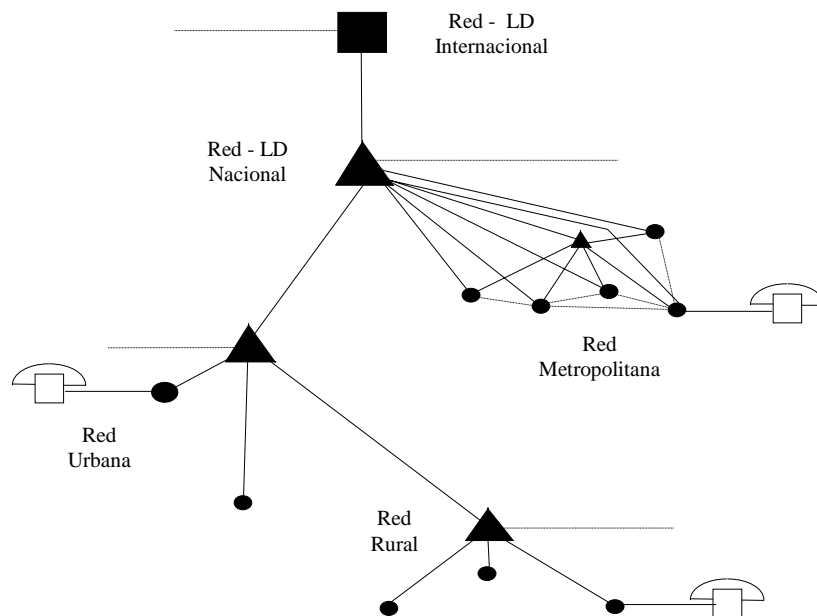 Red - LD
Internacional
Red - LD
Nacional
Red
Metropolitana
Red
Urbana
Red
Rural